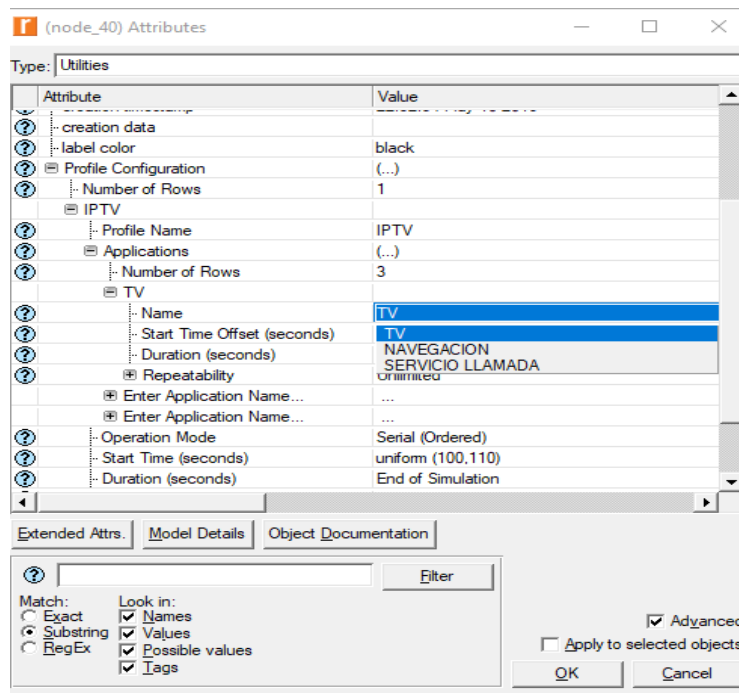 (node_40) Attributes
Type: Utilities
Attribute Value
creation data
label color black
Profile Configuration (...)
Number of Rows 1
IPTV
Profile Name IPTV
Applications (...)
Number of Rows 3
TV
Name TV
Start Time Offset (seconds) TV
Duration (seconds) NAVEGACION
SERVICIO LLAMADA
Repeatability Unlimited
Enter Application Name... ...
Enter Application Name... ...
Operation Mode Serial (Ordered)
Start Time (seconds) uniform (100,110)
Duration (seconds) End of Simulation
Extended Attrs. Model Details Object Documentation
Filter
Match: Look in:
Exact Names
Substring Values
RegEx Possible values
Tags
Advanced
Apply to selected objects
OK Cancel